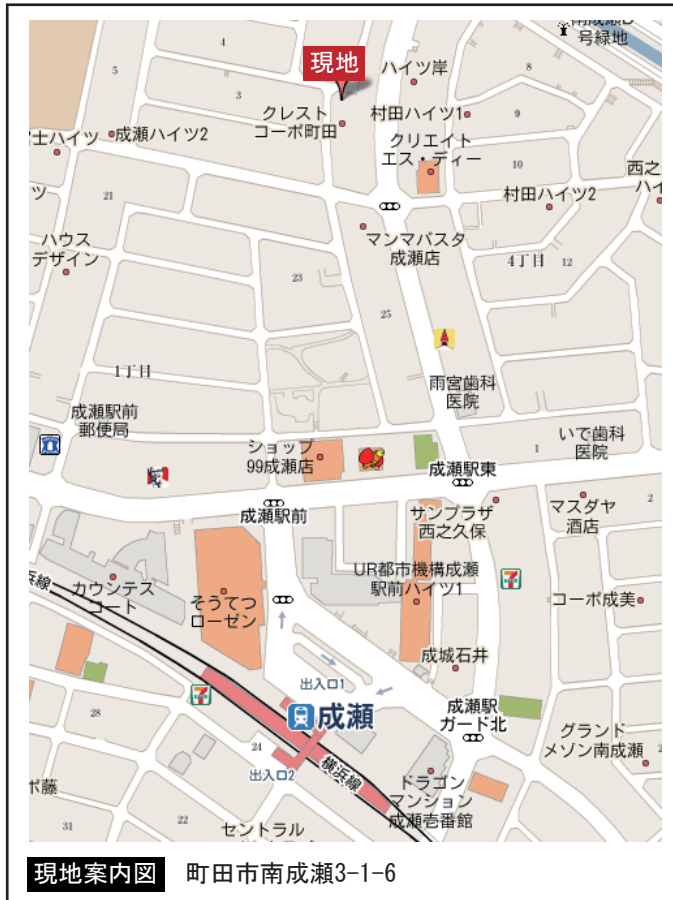 南成瀬
号緑地
4
現地
ハイツ岸
8
5
3
クレスト
コーポ町田
村田ハイツ1
9
士ハイツ
成瀬ハイツ2
クリエイト
エス・ディー
10
西之
ハイ
ツ
21
村田ハイツ2
ハウス
デザイン
マンマパスタ
成瀬店
23
4丁目
12
25
1丁目
雨宮歯科
医院
成瀬駅前
郵便局
ショップ
99成瀬店
1
いで歯科
医院
成瀬駅東
成瀬駅前
サンプラザ
西之久保
マスダヤ
酒店
2
浜線
カウンテス
コート
そうてつ
ローゼン
UR都市機構成瀬
駅前ハイツ1
コーポ成美
成城石井
出入口1
28
成瀬
成瀬駅
ガード北
グランド
メゾン南成瀬
24
出入口2
横浜線
ポ藤
ドラゴン
マンション
成瀬壱番館
31
22
セントラル
現地案内図 町田市南成瀬3-1-6